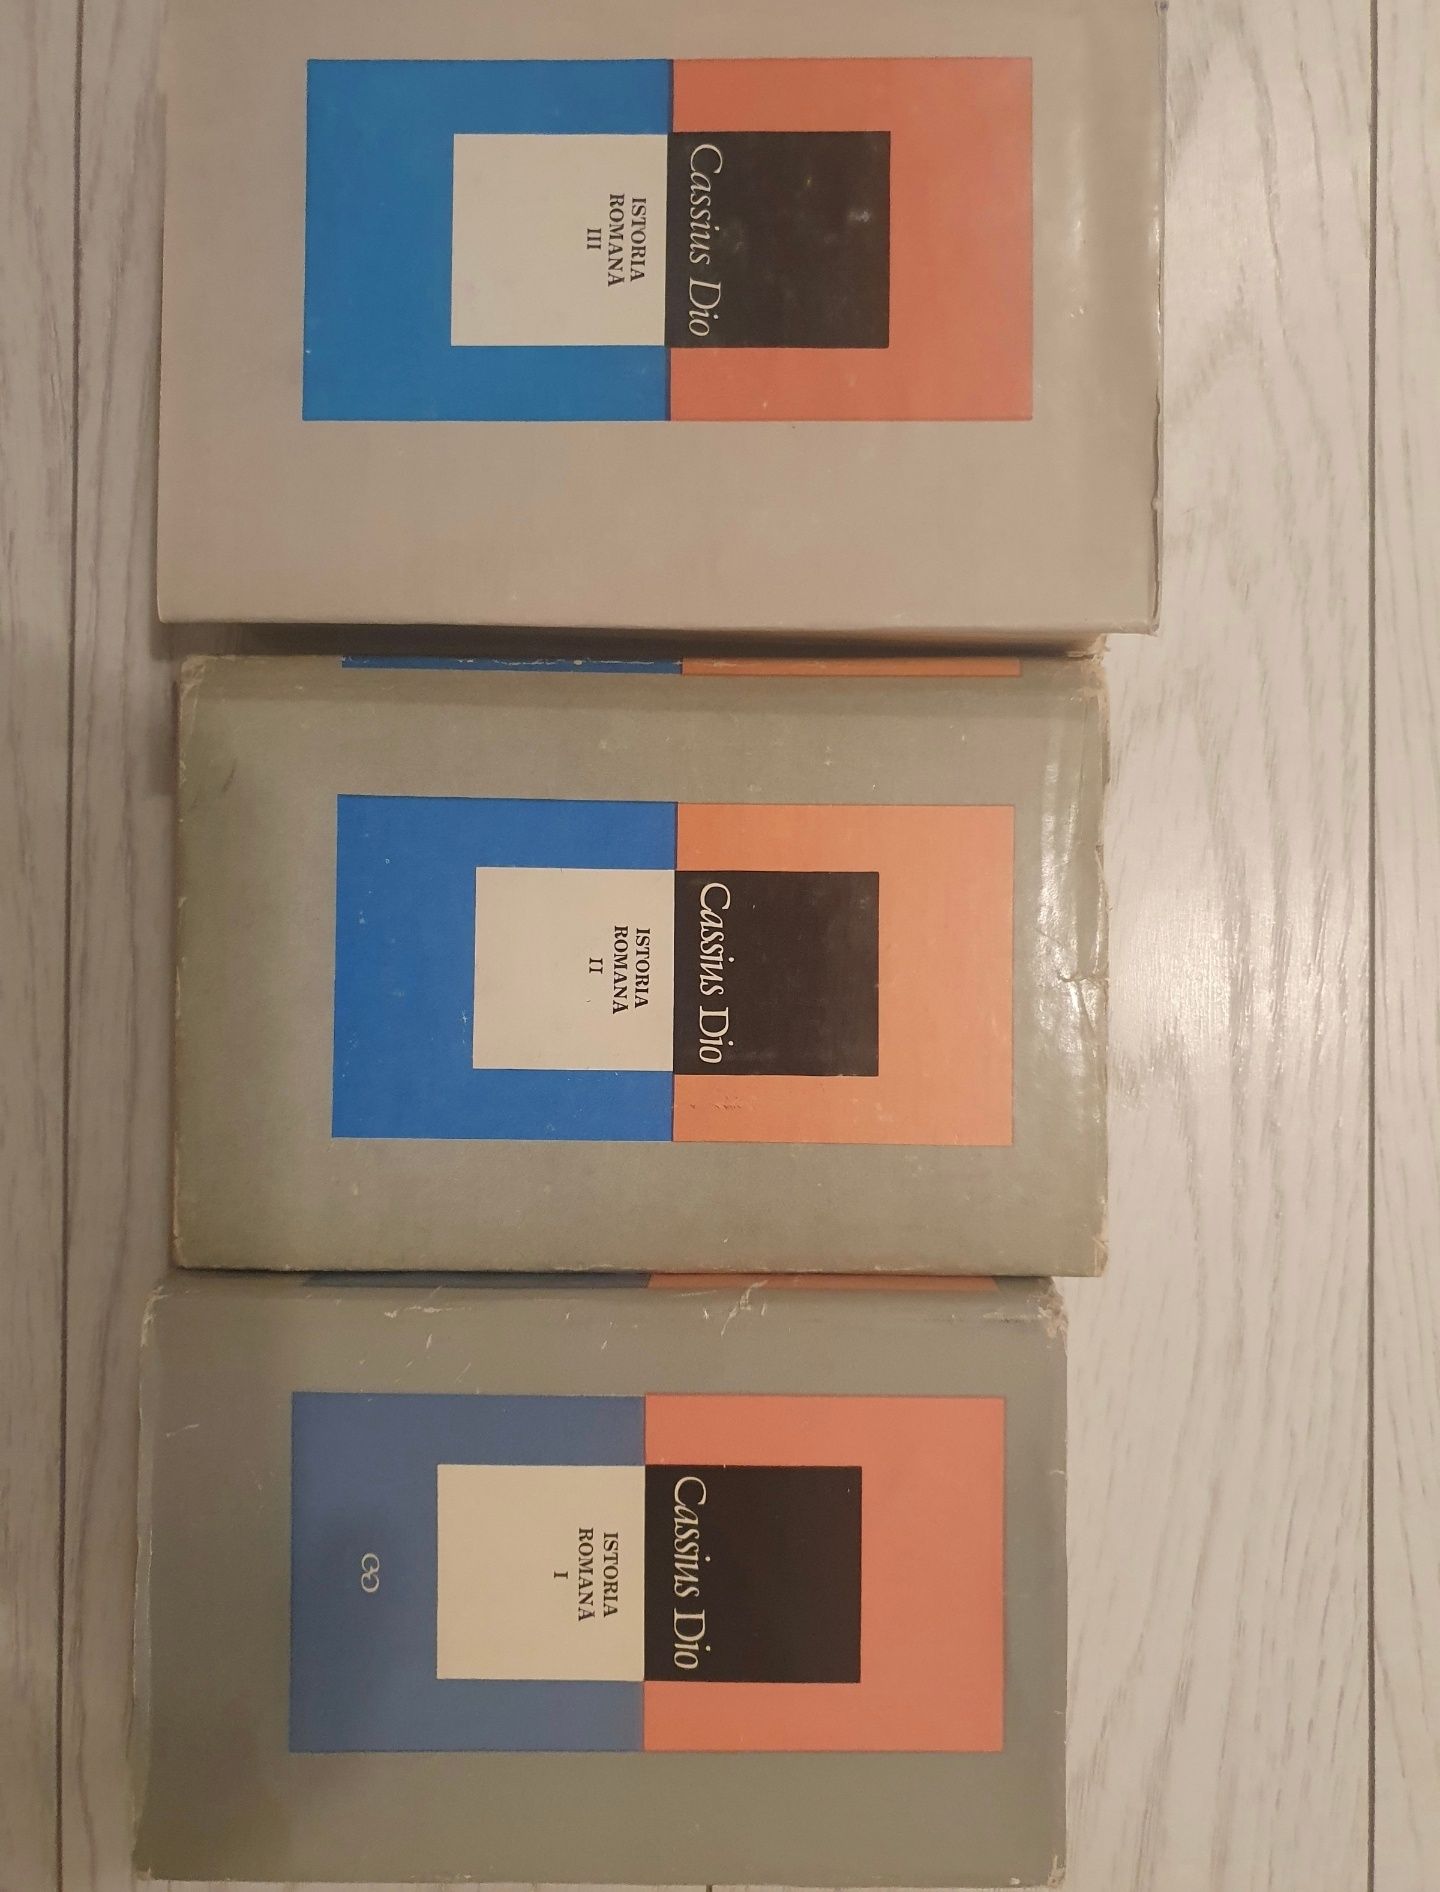 Cassius Dio
ISTORIA
ROMANĂ
III
Cassius Dio
ISTORIA
ROMANĂ
II
Cassius Dio
ISTORIA
ROMANĂ
I